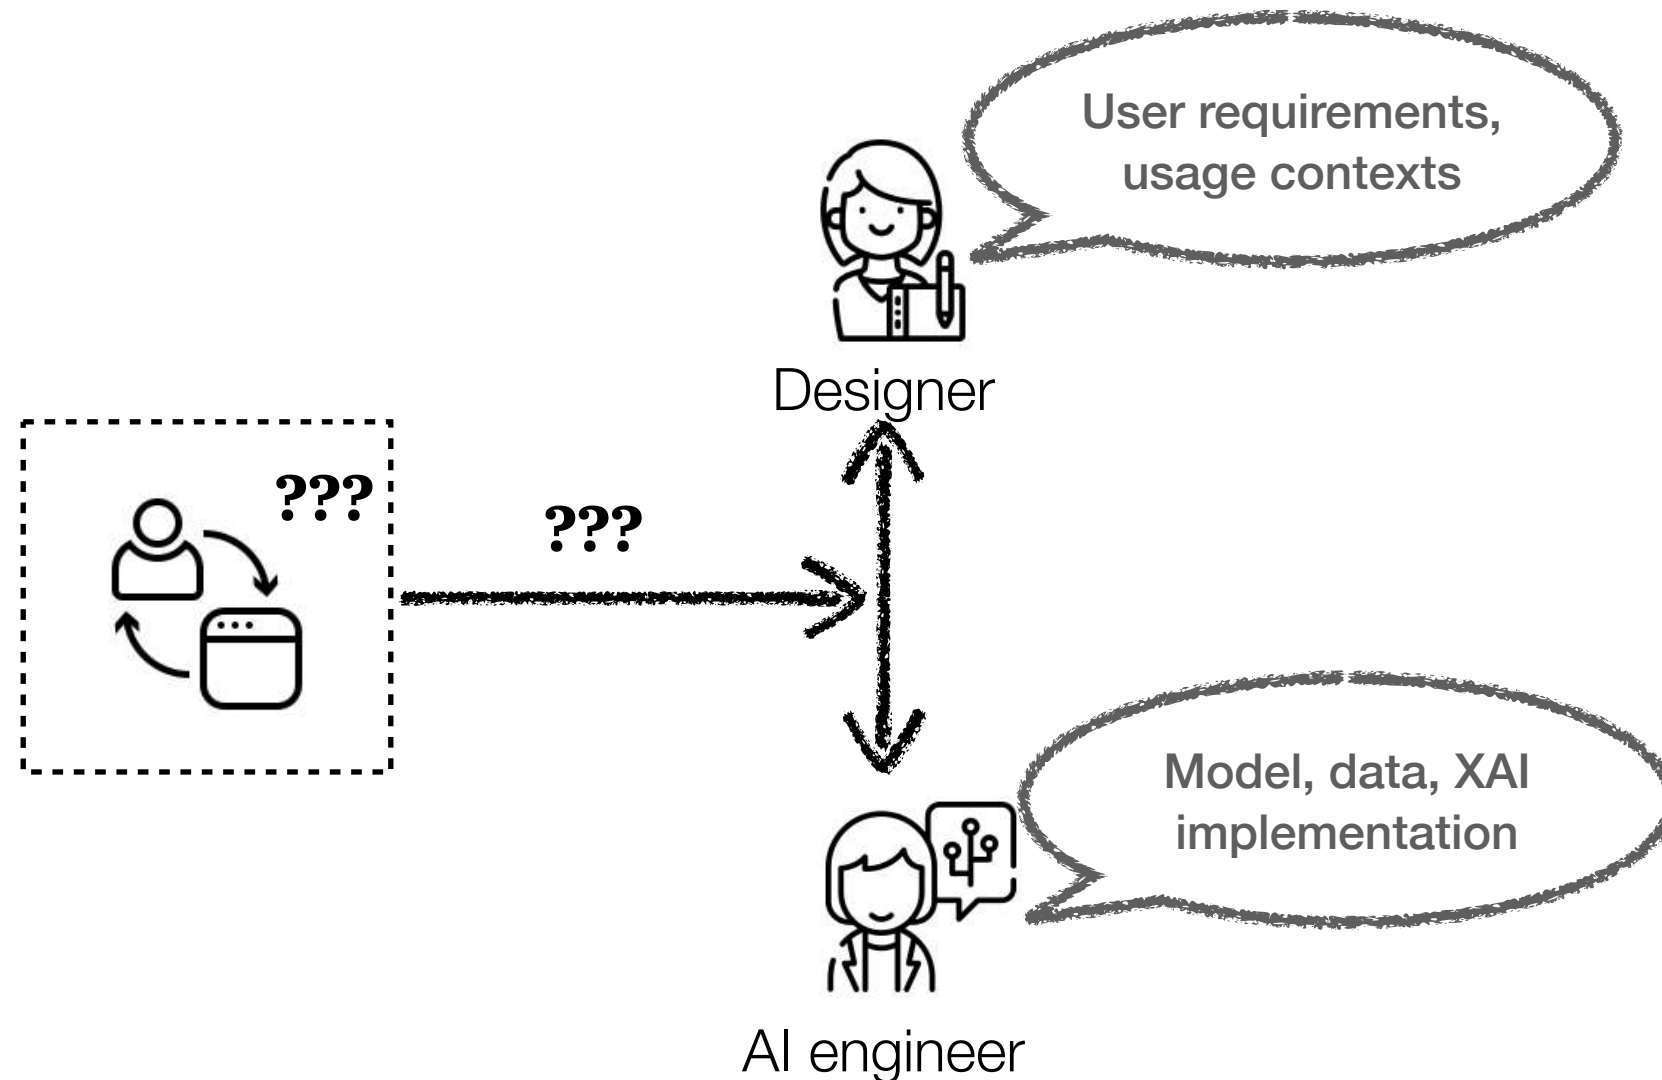 User requirements,
usage contexts
Designer
???
???
Model, data, XAI
implementation
AI engineer